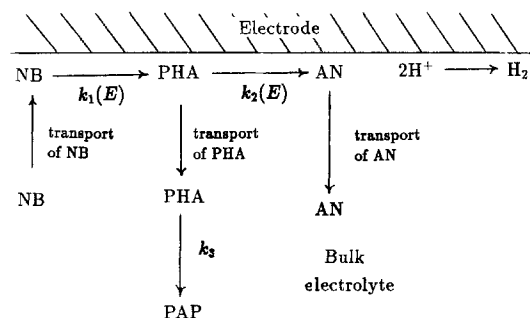 Electrode
NB PHA AN 2H⁺ H₂
k₁(E) k₂(E)
transport of NB
transport of PHA
transport of AN
NB PHA AN
k₃
Bulk
electrolyte
PAP